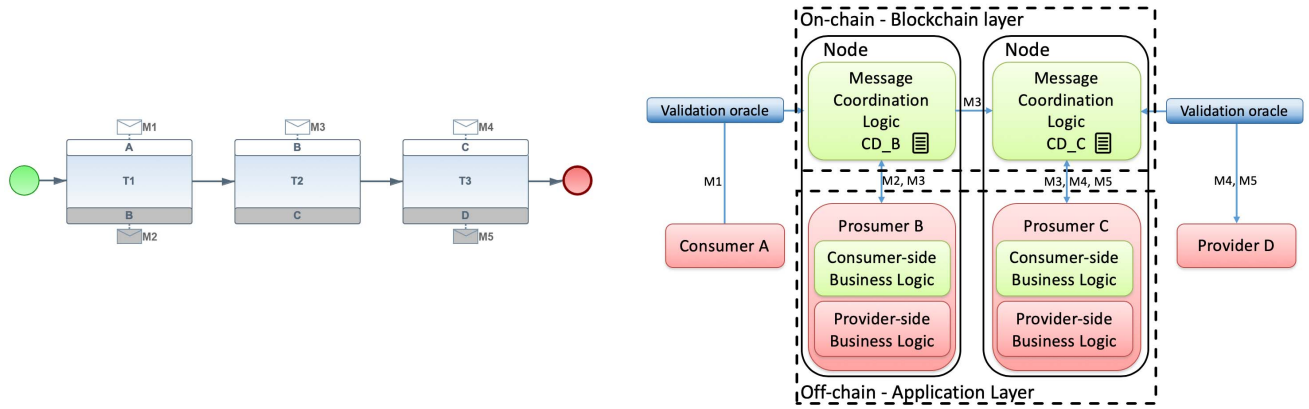 M1
A
T1
B
M2
M3
B
T2
C
M4
C
T3
D
M5
On-chain - Blockchain layer
Node
Message
Coordination
Logic
CD_B
M3
Node
Message
Coordination
Logic
CD_C
Validation oracle
Validation oracle
M1
M2, M3
M3, M4, M5
M4, M5
Consumer A
Prosumer B
Consumer-side
Business Logic
Provider-side
Business Logic
Prosumer C
Consumer-side
Business Logic
Provider-side
Business Logic
Provider D
Off-chain - Application Layer